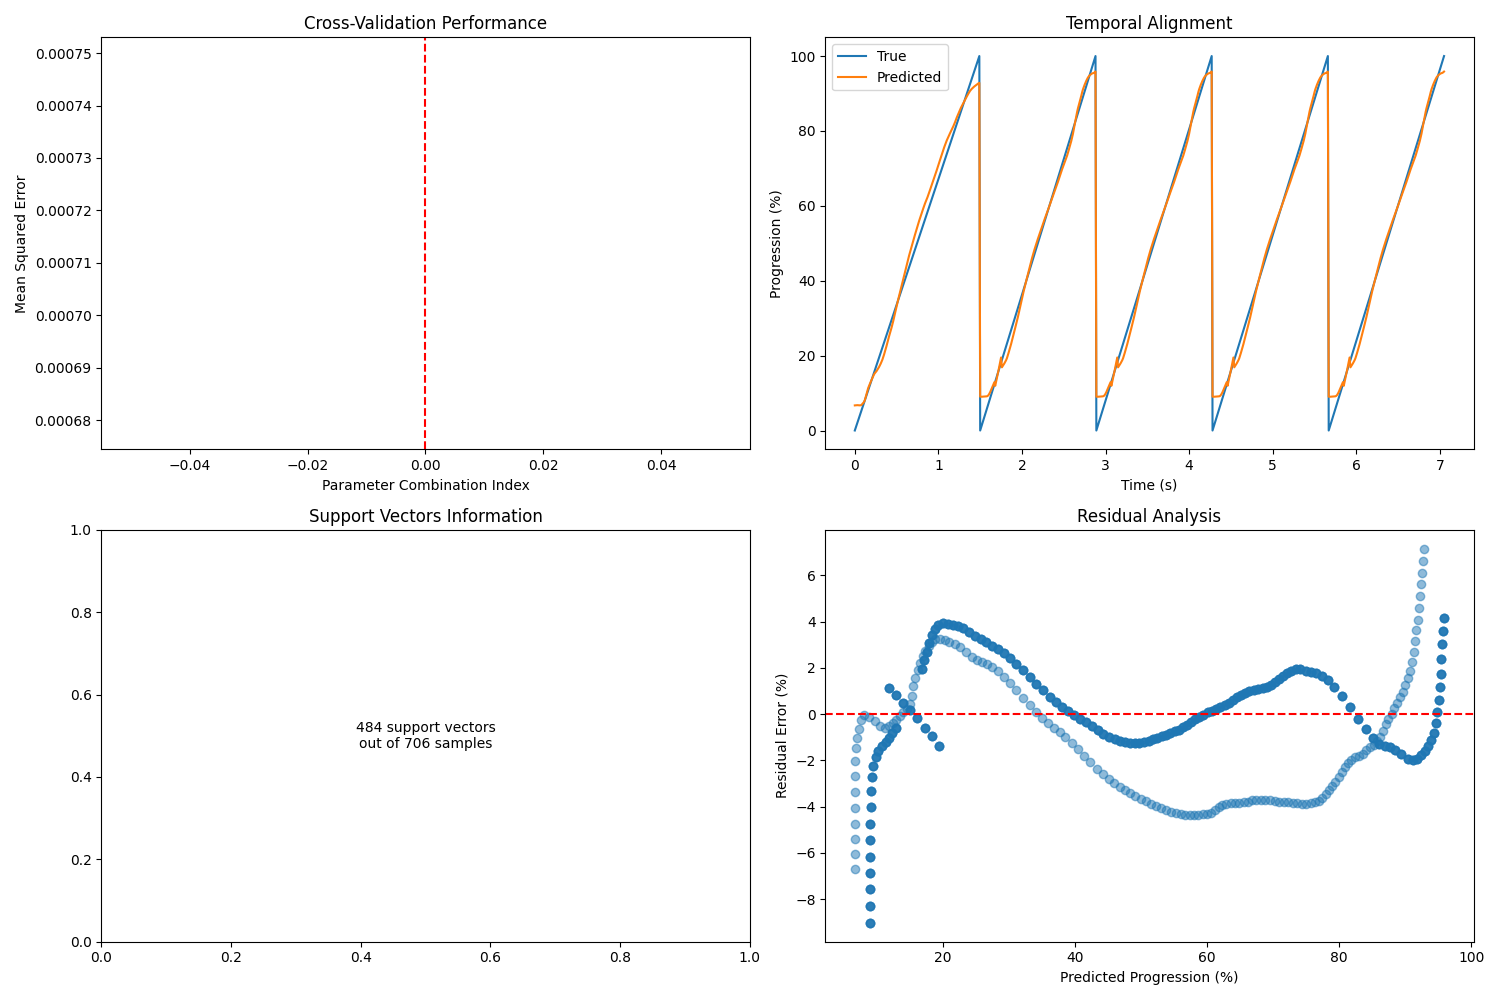 Cross-Validation Performance
Mean Squared Error
0.00075
0.00074
0.00073
0.00072
0.00071
0.00070
0.00069
0.00068
−0.04 −0.02 0.00 0.02 0.04
Parameter Combination Index
Temporal Alignment
True
Predicted
Progression (%)
100
80
60
40
20
0
0 1 2 3 4 5 6 7
Time (s)
Support Vectors Information
1.0
0.8
0.6
0.4
0.2
0.0
484 support vectors
out of 706 samples
0.0 0.2 0.4 0.6 0.8 1.0
Residual Analysis
Residual Error (%)
6
4
2
0
−2
−4
−6
−8
20 40 60 80 100
Predicted Progression (%)